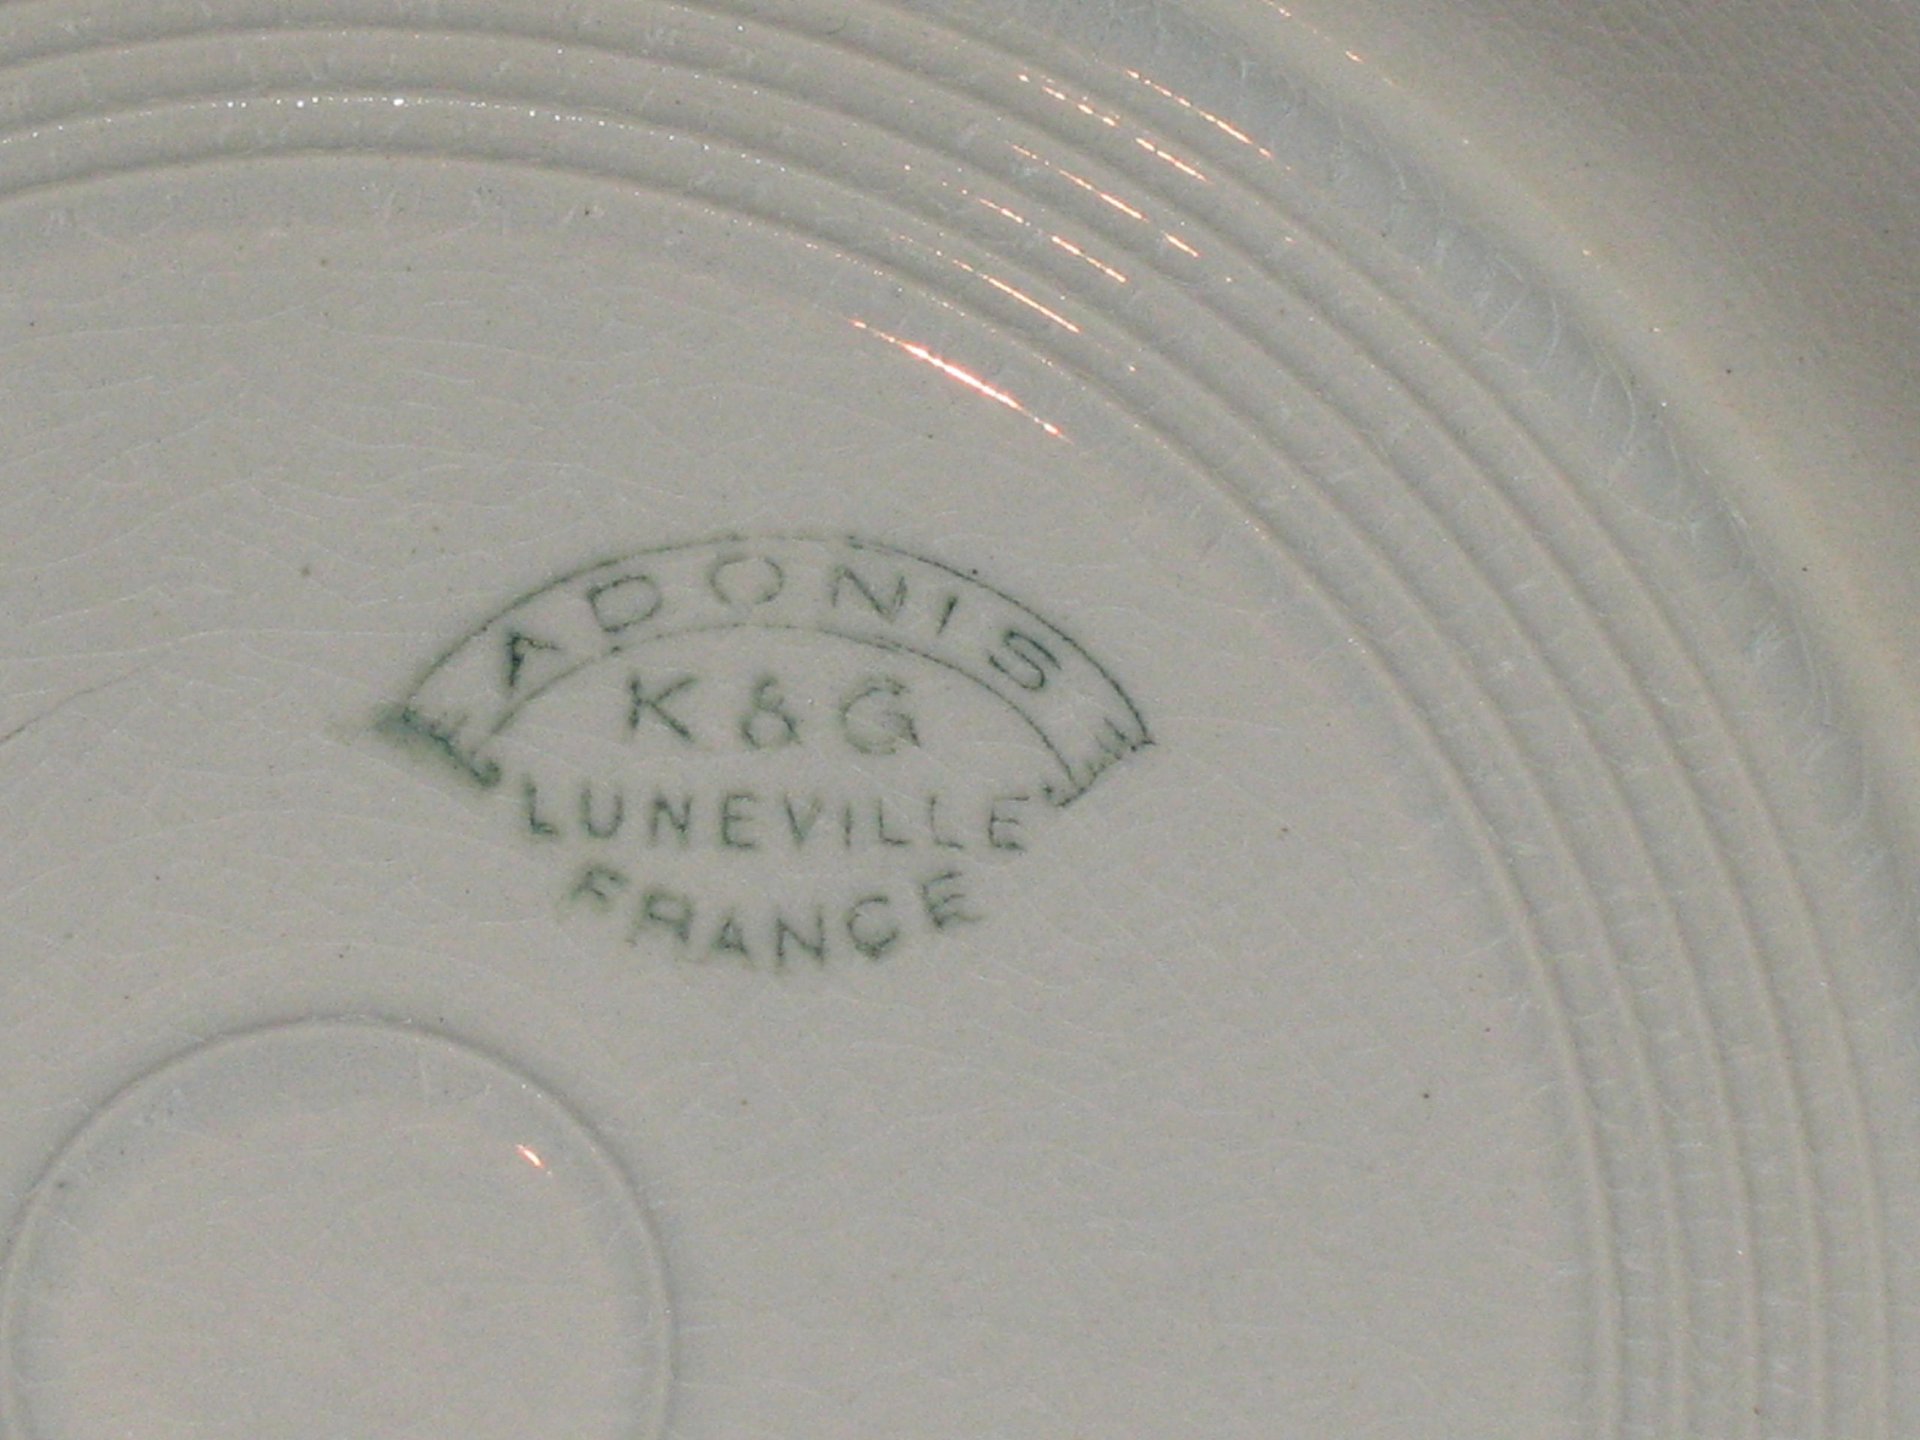 ADONIS
K & G
LUNEVILLE
FRANCE